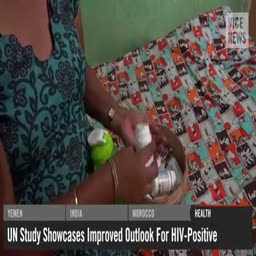 VICE
NEWS
YEMEN INDIA MOROCCO HEALTH
UN Study Showcases Improved Outlook For HIV-Positive